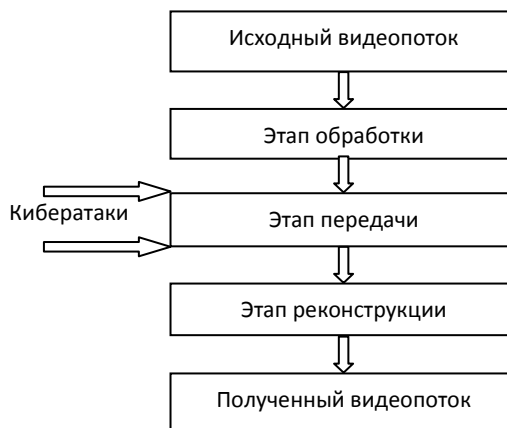 Исходный видеопоток
Этап обработки
Кибератаки
Этап передачи
Этап реконструкции
Полученный видеопоток